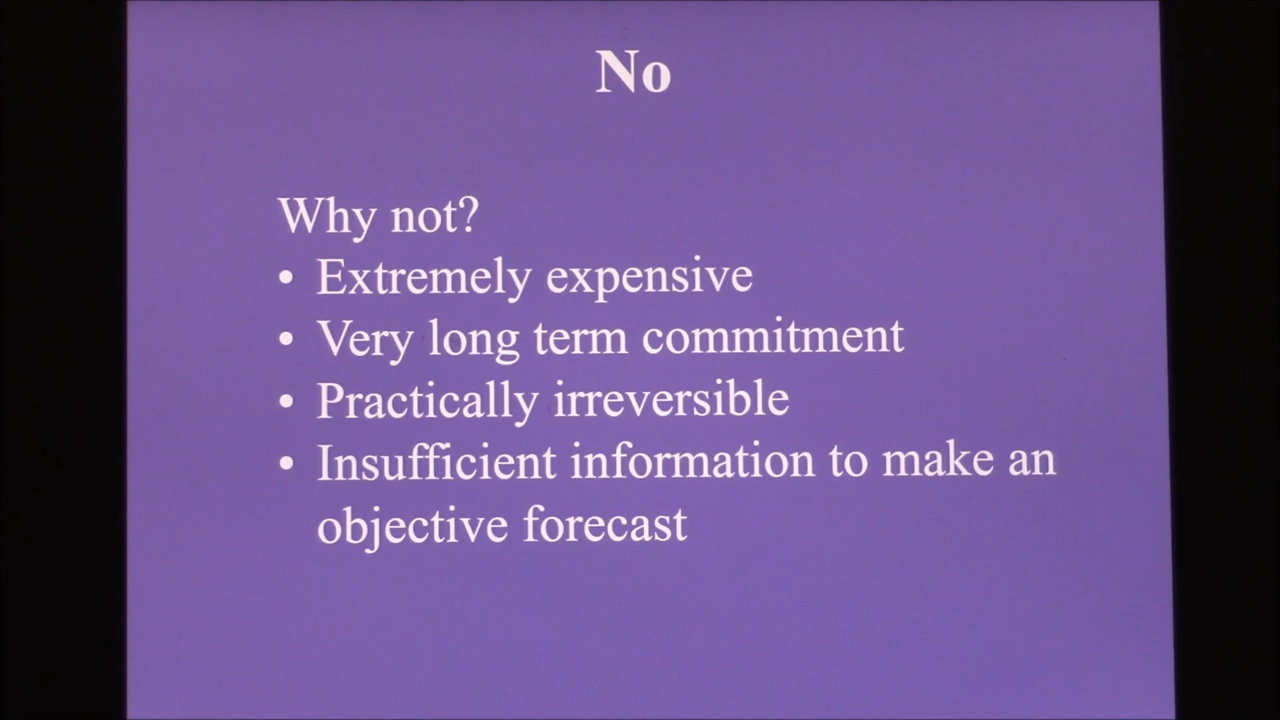 No
Why not?
• Extremely expensive
• Very long term commitment
• Practically irreversible
• Insufficient information to make an
objective forecast